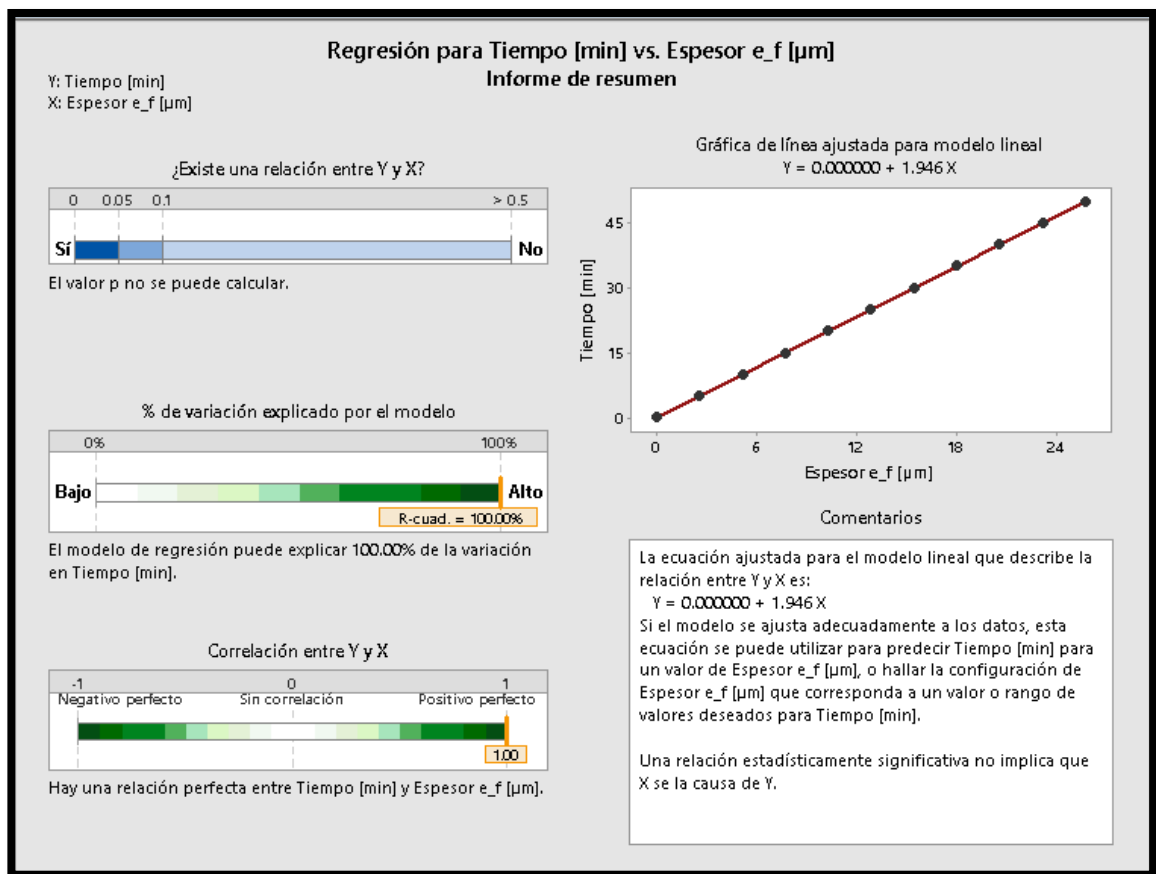 Regresión para Tiempo [min] vs. Espesor e_f [µm]
Informe de resumen
Y: Tiempo [min]
X: Espesor e_f [µm]
¿Existe una relación entre Y y X?
0 0.05 0.1 > 0.5
Sí No
El valor p no se puede calcular.
% de variación explicado por el modelo
0% 100%
Bajo Alto
R-cuad. = 100.00%
El modelo de regresión puede explicar 100.00% de la variación
en Tiempo [min].
Correlación entre Y y X
-1 0 1
Negativo perfecto Sin correlación Positivo perfecto
1.00
Hay una relación perfecta entre Tiempo [min] y Espesor e_f [µm].
Gráfica de línea ajustada para modelo lineal
Y = 0.000000 + 1.946 X
45
30
15
0
Tiempo [min]
0 6 12 18 24
Espesor e_f [µm]
Comentarios
La ecuación ajustada para el modelo lineal que describe la
relación entre Y y X es:
Y = 0.000000 + 1.946 X
Si el modelo se ajusta adecuadamente a los datos, esta
ecuación se puede utilizar para predecir Tiempo [min] para
un valor de Espesor e_f [µm], o hallar la configuración de
Espesor e_f [µm] que corresponda a un valor o rango de
valores deseados para Tiempo [min].
Una relación estadísticamente significativa no implica que
X se la causa de Y.